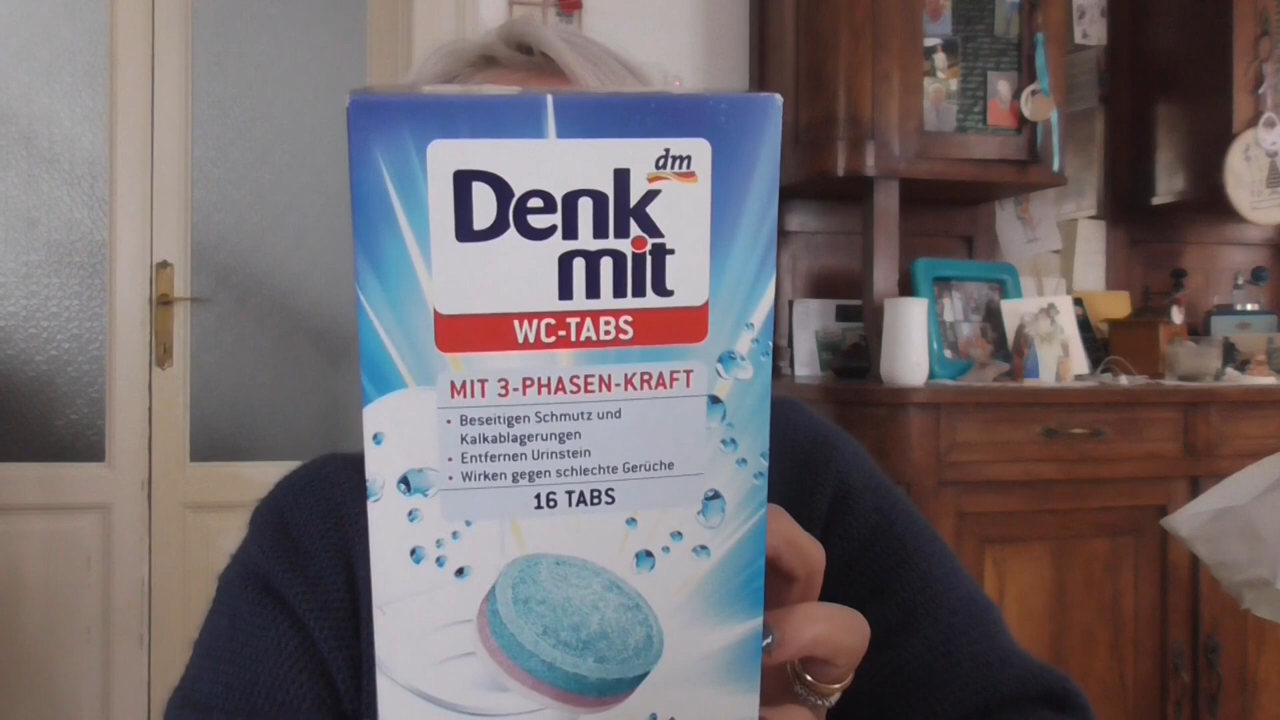 dm
Denk
mit
WC-TABS
MIT 3-PHASEN-KRAFT
• Beseitigen Schmutz und
Kalkablagerungen
• Entfernen Urinstein
• Wirken gegen schlechte Gerüche
16 TABS